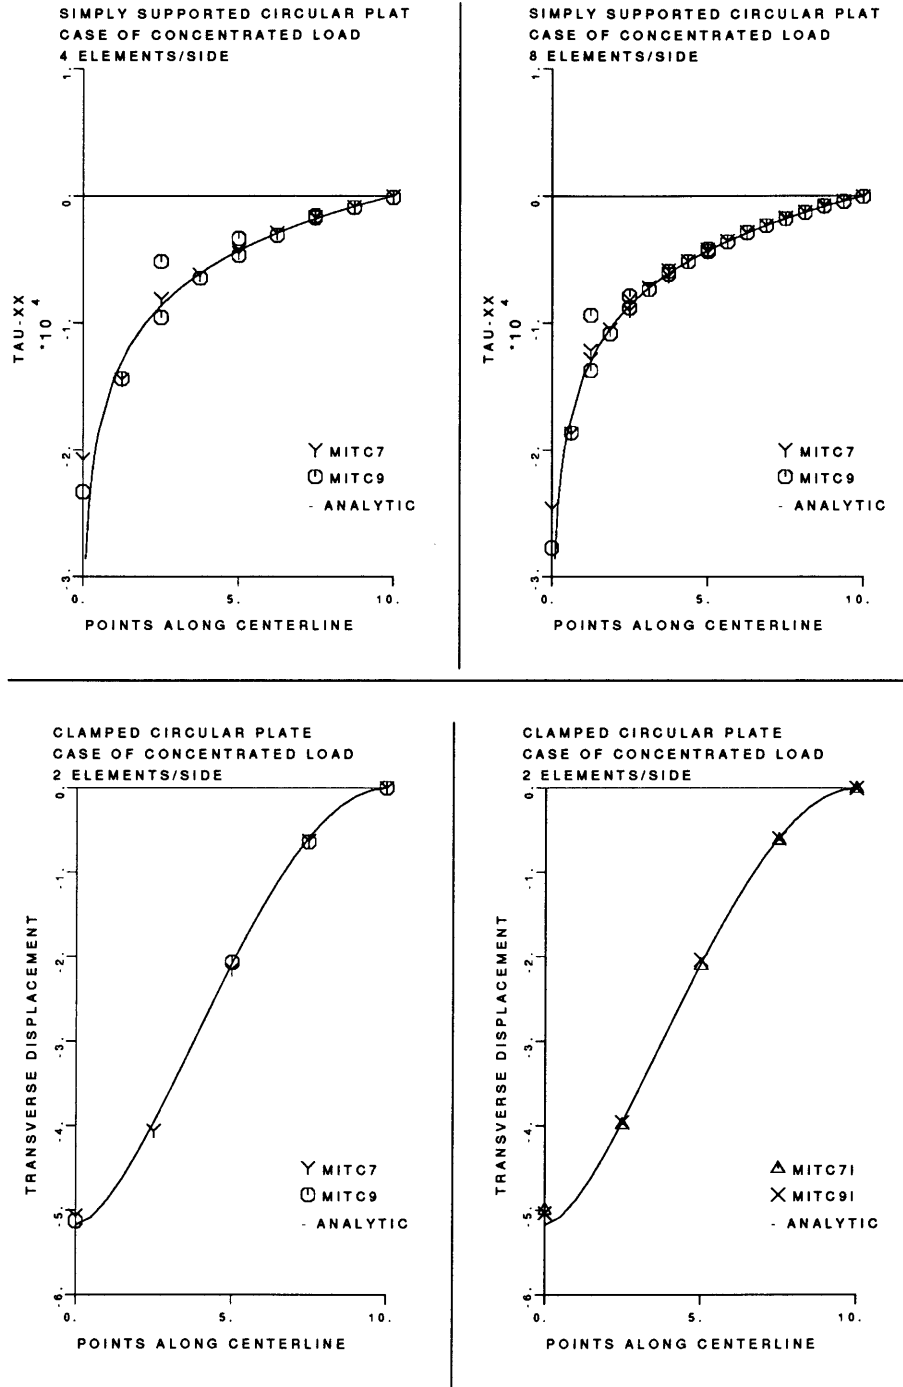 SIMPLY SUPPORTED CIRCULAR PLAT
CASE OF CONCENTRATED LOAD
4 ELEMENTS/SIDE
1.
0.
-1.
-2.
-3.
TAU-XX
*10 4
Y MITC7
MITC9
- ANALYTIC
0. 5. 10.
POINTS ALONG CENTERLINE
SIMPLY SUPPORTED CIRCULAR PLAT
CASE OF CONCENTRATED LOAD
8 ELEMENTS/SIDE
1.
0.
-1.
-2.
-3.
TAU-XX
*10 4
Y MITC7
MITC9
- ANALYTIC
0. 5. 10.
POINTS ALONG CENTERLINE
CLAMPED CIRCULAR PLATE
CASE OF CONCENTRATED LOAD
2 ELEMENTS/SIDE
0.
-1.
-2.
-3.
-4.
-5.
-6.
TRANSVERSE DISPLACEMENT
Y MITC7
MITC9
- ANALYTIC
0. 5. 10.
POINTS ALONG CENTERLINE
CLAMPED CIRCULAR PLATE
CASE OF CONCENTRATED LOAD
2 ELEMENTS/SIDE
0.
-1.
-2.
-3.
-4.
-5.
-6.
TRANSVERSE DISPLACEMENT
MITC7I
MITC9I
- ANALYTIC
0. 5. 10.
POINTS ALONG CENTERLINE